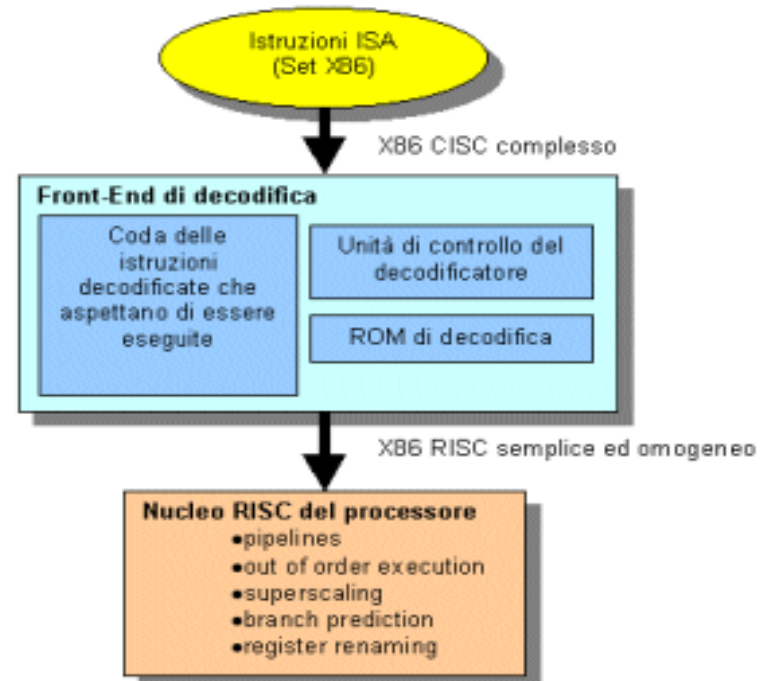 Istruzioni ISA
(Set X86)
X86 CISC complesso
Front-End di decodifica
Coda delle
istruzioni
decodificate che
aspettano di essere
eseguite
Unità di controllo del
decodificatore
ROM di decodifica
X86 RISC semplice ed omogeneo
Nucleo RISC del processore
•pipelines
•out of order execution
•superscaling
•branch prediction
•register renaming